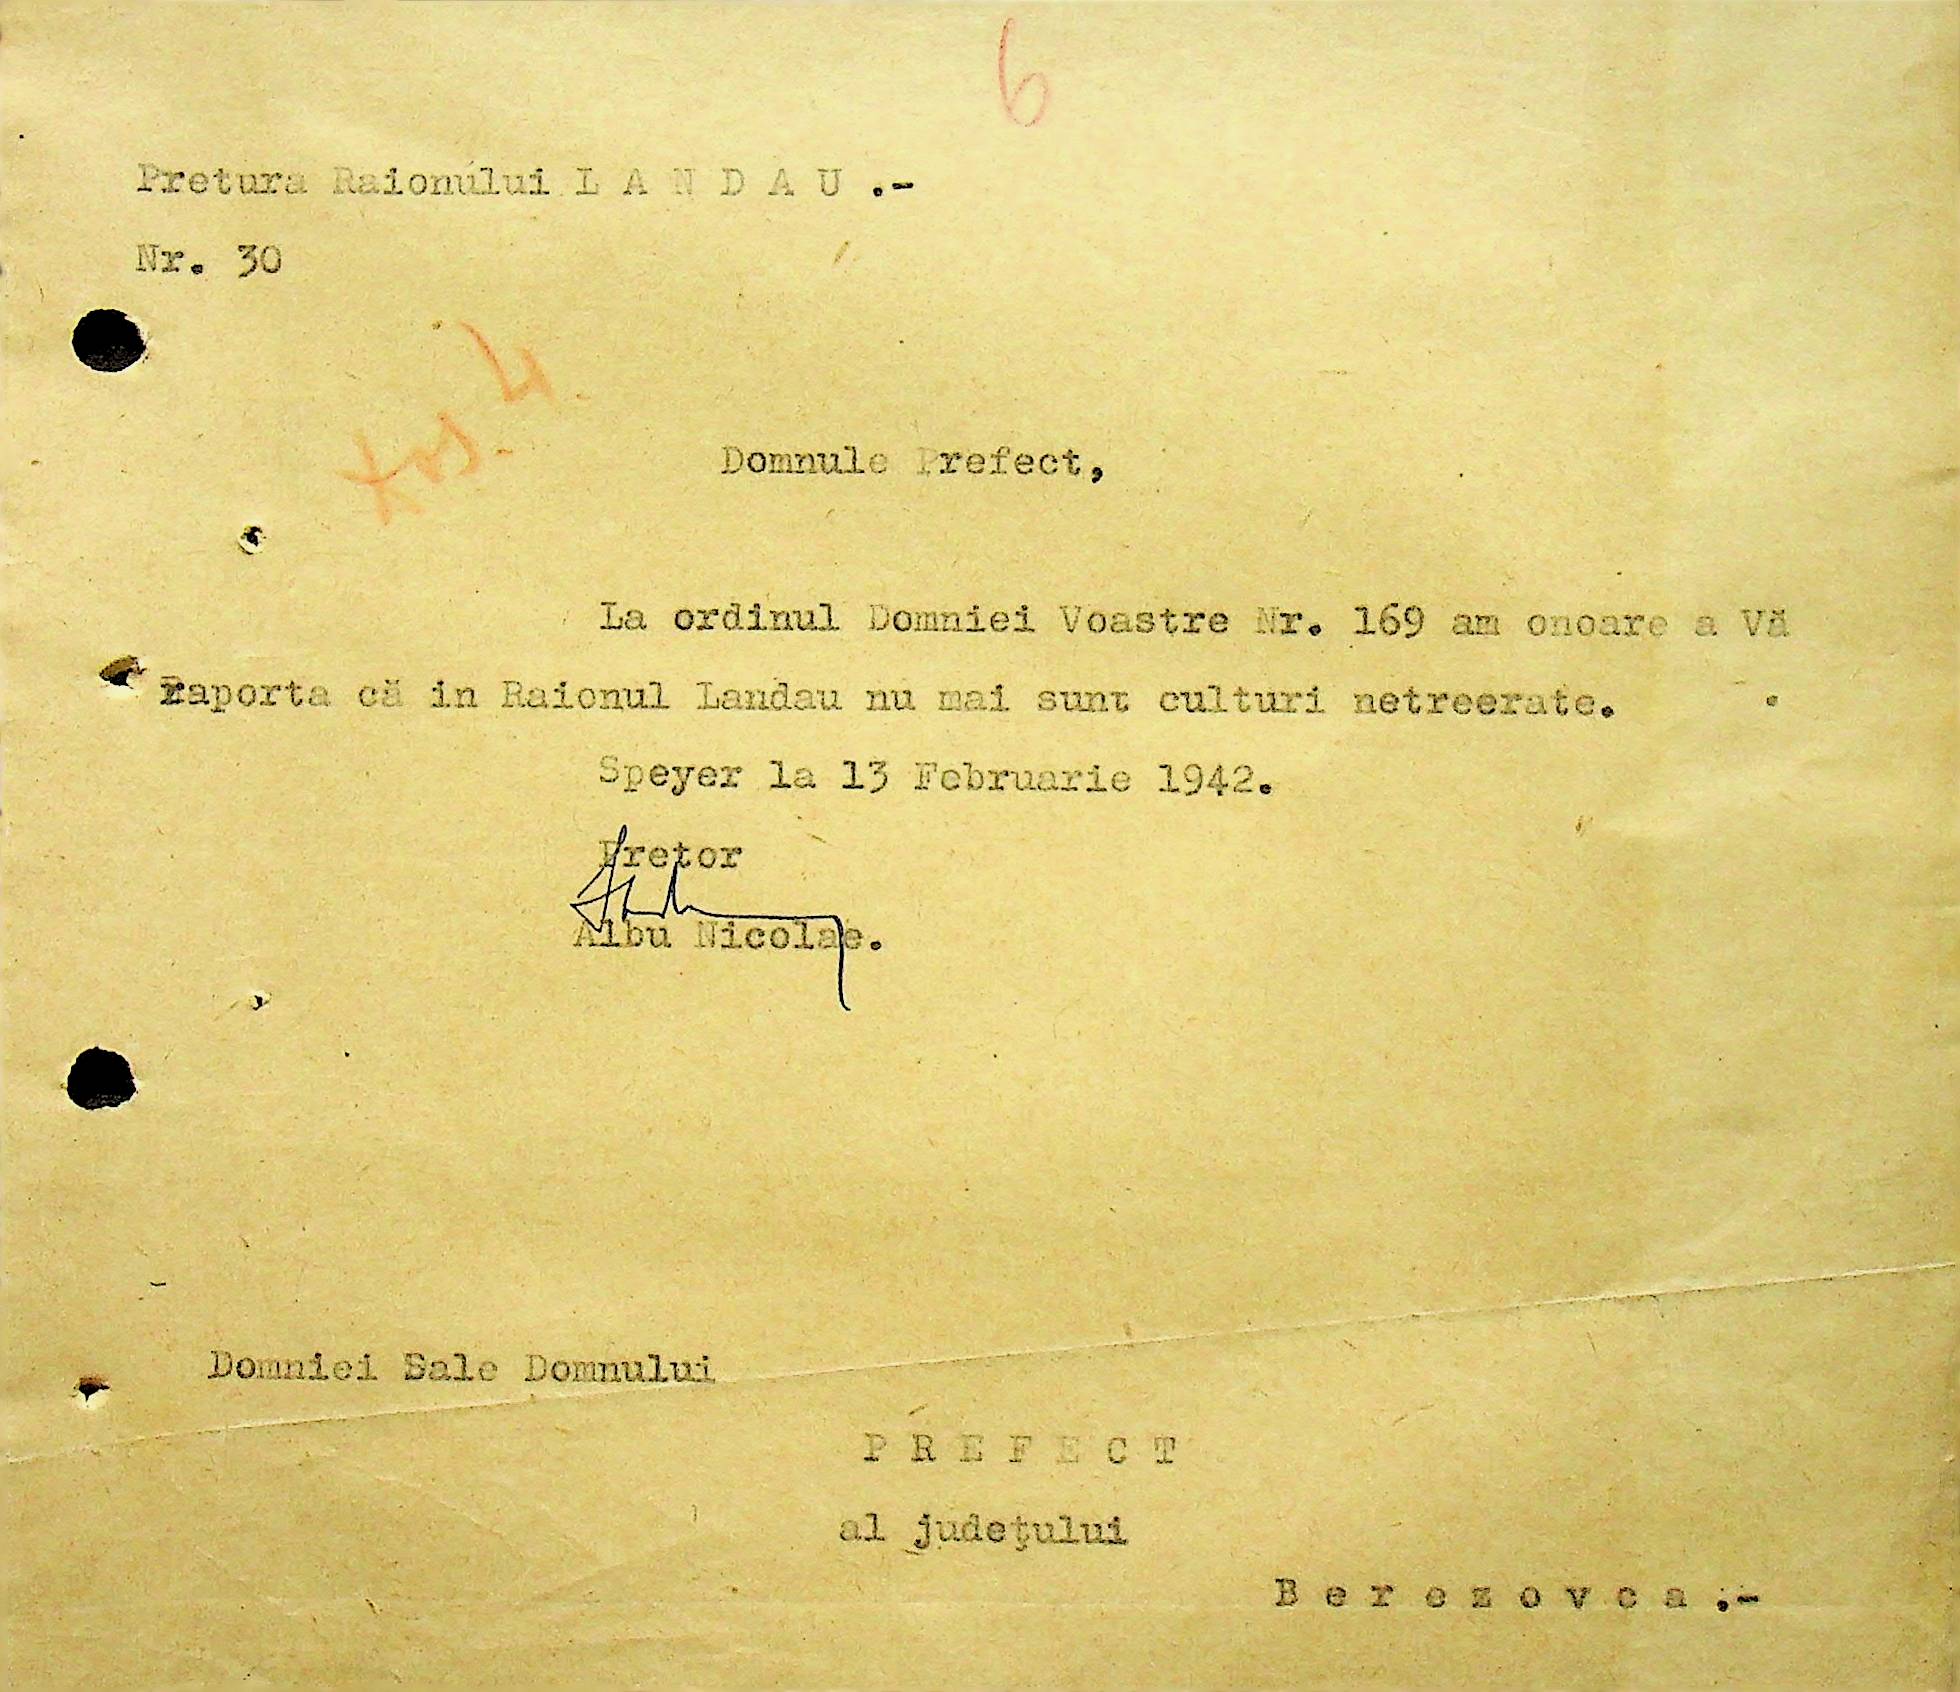 6
Pretura Raionului L A N D A U .-
Nr. 30
Domnule Prefect,
La ordinul Domniei Voastre Nr. 169 am onoare a Vă
raporta că in Raionul Landau nu mai sunt culturi netreerate.
Speyer la 13 Februarie 1942.
Pretor
Albu Nicolae.
Domniei Sale Domnului
P R E F E C T
al judeţului
B e r e z o v c a .-